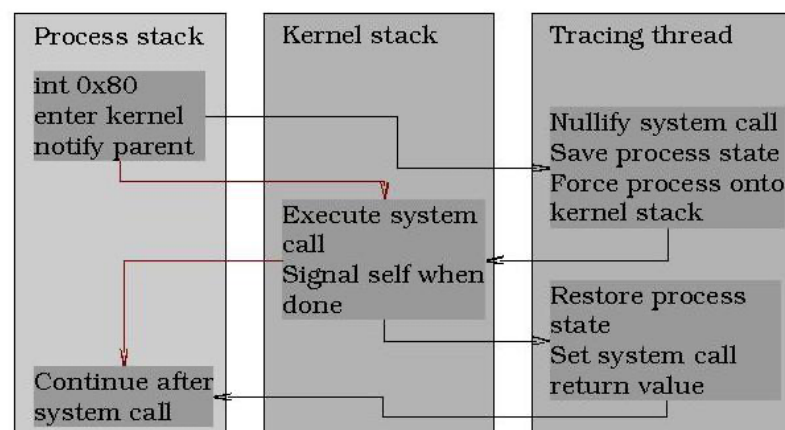 Process stack
int 0x80
enter kernel
notify parent
Continue after
system call
Kernel stack
Execute system
call
Signal self when
done
Tracing thread
Nullify system call
Save process state
Force process onto
kernel stack
Restore process
state
Set system call
return value